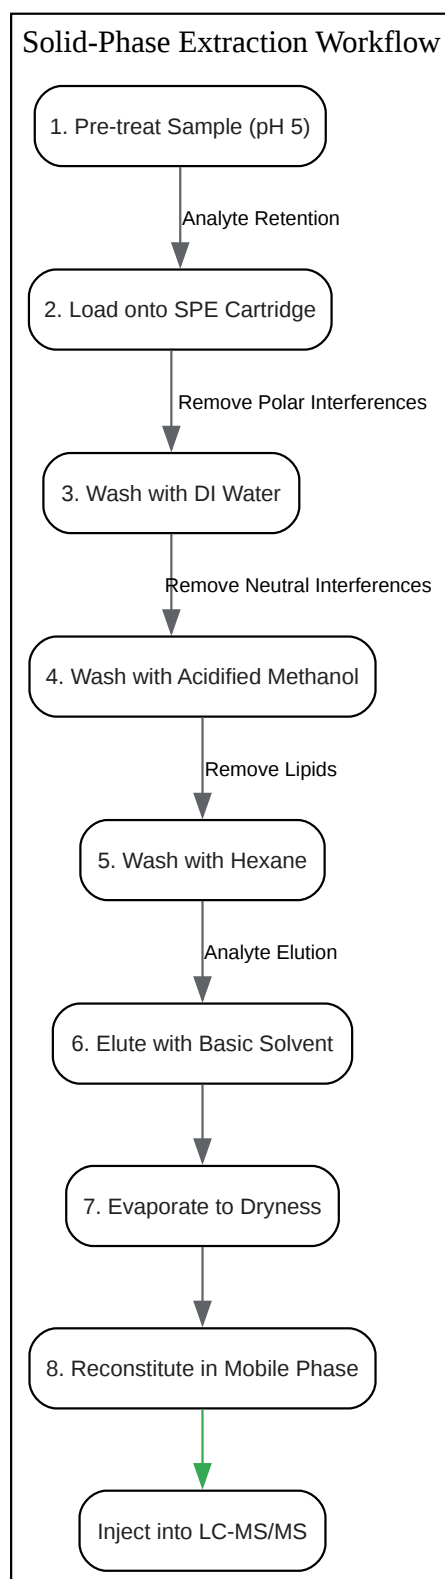 Solid-Phase Extraction Workflow
1. Pre-treat Sample (pH 5)
Analyte Retention
2. Load onto SPE Cartridge
Remove Polar Interferences
3. Wash with DI Water
Remove Neutral Interferences
4. Wash with Acidified Methanol
Remove Lipids
5. Wash with Hexane
Analyte Elution
6. Elute with Basic Solvent
7. Evaporate to Dryness
8. Reconstitute in Mobile Phase
Inject into LC-MS/MS